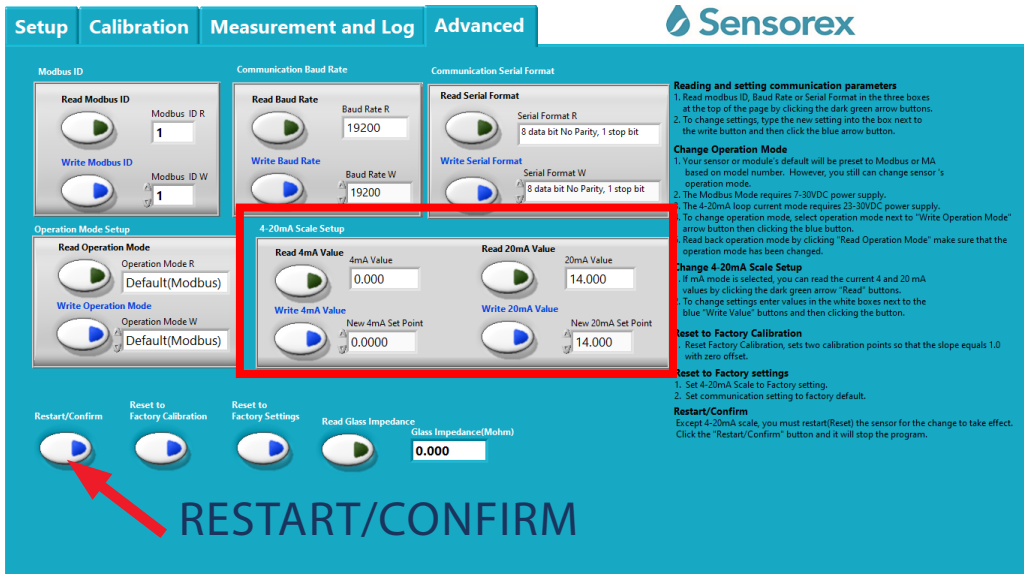 Setup
Calibration
Measurement and Log
Advanced
Sensorex
Modbus ID
Read Modbus ID
Modbus ID R
1
Write Modbus ID
Modbus ID W
1
Communication Baud Rate
Read Baud Rate
Baud Rate R
19200
Write Baud Rate
Baud Rate W
19200
Communication Serial Format
Read Serial Format
Serial Format R
8 data bit No Parity, 1 stop bit
Write Serial Format
Serial Format W
8 data bit No Parity, 1 stop bit
Operation Mode Setup
Read Operation Mode
Operation Mode R
Default(Modbus)
Write Operation Mode
Operation Mode W
Default(Modbus)
4-20mA Scale Setup
Read 4mA Value
4mA Value
0.000
Write 4mA Value
New 4mA Set Point
0.0000
Read 20mA Value
20mA Value
14.000
Write 20mA Value
New 20mA Set Point
14.000
Restart/Confirm
Reset to
Factory Calibration
Reset to
Factory Settings
Read Glass Impedance
Glass Impedance(Mohm)
0.000
RESTART/CONFIRM
Reading and setting communication parameters
1. Read modbus ID, Baud Rate or Serial Format in the three boxes
at the top of the page by clicking the dark green arrow buttons.
2. To change settings, type the new setting into the box next to
the write button and then click the blue arrow button.
Change Operation Mode
1. Your sensor or module's default will be preset to Modbus or MA
based on model number. However, you still can change sensor 's
operation mode.
2. The Modbus Mode requires 7-30VDC power supply.
The 4-20mA loop current mode requires 23-30VDC power supply.
To change operation mode, select operation mode next to "Write Operation Mode"
arrow button then clicking the blue button.
Read back operation mode by clicking "Read Operation Mode" make sure that the
operation mode has been changed.
Change 4-20mA Scale Setup
If mA mode is selected, you can read the current 4 and 20 mA
values by clicking the dark green arrow "Read" buttons.
To change settings enter values in the white boxes next to the
blue "Write Value" buttons and then clicking the button.
Reset to Factory Calibration
Reset Factory Calibration, sets two calibration points so that the slope equals 1.0
with zero offset.
Reset to Factory settings
1. Set 4-20mA Scale to Factory setting.
2. Set communication setting to factory default.
Restart/Confirm
Except 4-20mA scale, you must restart(Reset) the sensor for the change to take effect.
Click the "Restart/Confirm" button and it will stop the program.